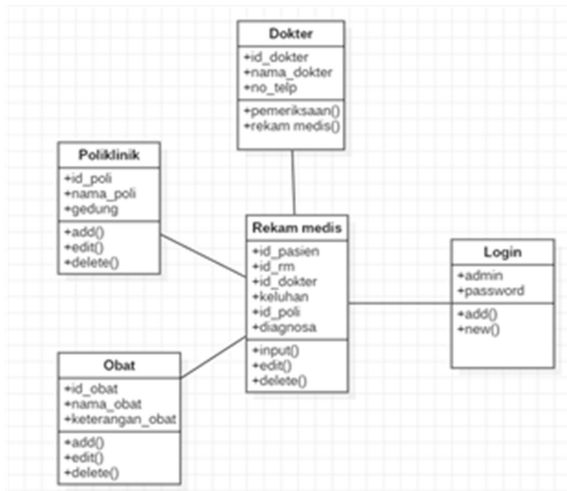 Dokter
+id_dokter
+nama_dokter
+no_telp
+pemeriksaan()
+rekam medis()
Poliklinik
+id_poli
+nama_poli
+gedung
+add()
+edit()
+delete()
Rekam medis
+id_pasien
+id_rm
+id_dokter
+keluhan
+id_poli
+diagnosa
+input()
+edit()
+delete()
Login
+admin
+password
+add()
+new()
Obat
+id_obat
+nama_obat
+keterangan_obat
+add()
+edit()
+delete()